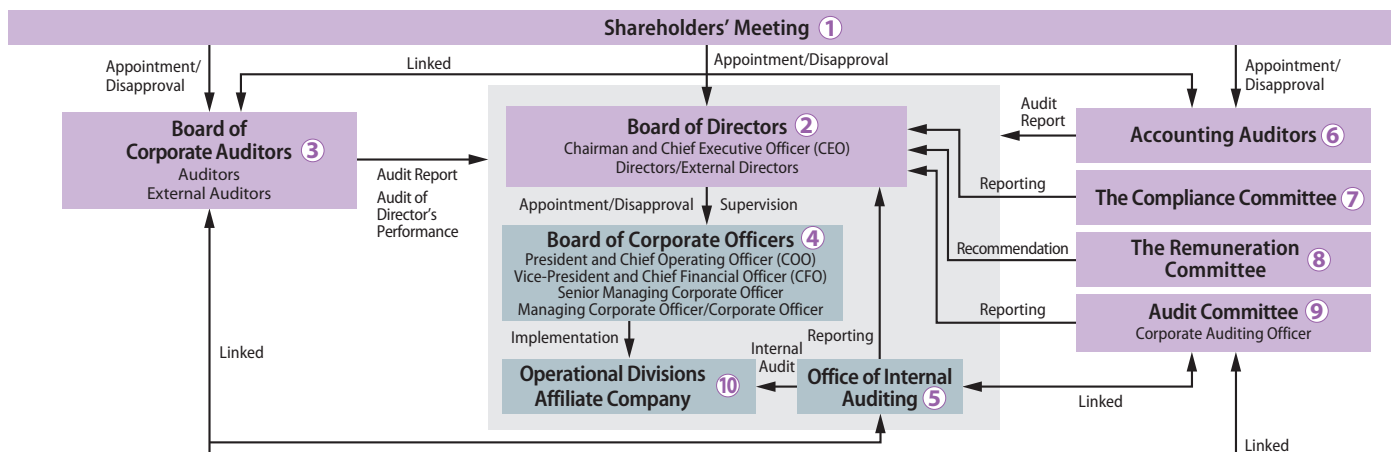 Shareholders' Meeting 1
Appointment/
Disapproval
Linked
Appointment/Disapproval
Appointment/
Disapproval
Board of
Corporate Auditors 3
Auditors
External Auditors
Audit Report
Audit of
Director's
Performance
Board of Directors 2
Chairman and Chief Executive Officer (CEO)
Directors/External Directors
Audit
Report
Accounting Auditors 6
Reporting
The Compliance Committee 7
Appointment/Disapproval
Supervision
Board of Corporate Officers 4
President and Chief Operating Officer (COO)
Vice-President and Chief Financial Officer (CFO)
Senior Managing Corporate Officer
Managing Corporate Officer/Corporate Officer
Recommendation
The Remuneration
Committee 8
Reporting
Audit Committee 9
Corporate Auditing Officer
Implementation
Reporting
Internal
Audit
Linked
Operational Divisions
Affiliate Company 10
Office of Internal
Auditing 5
Linked
Linked